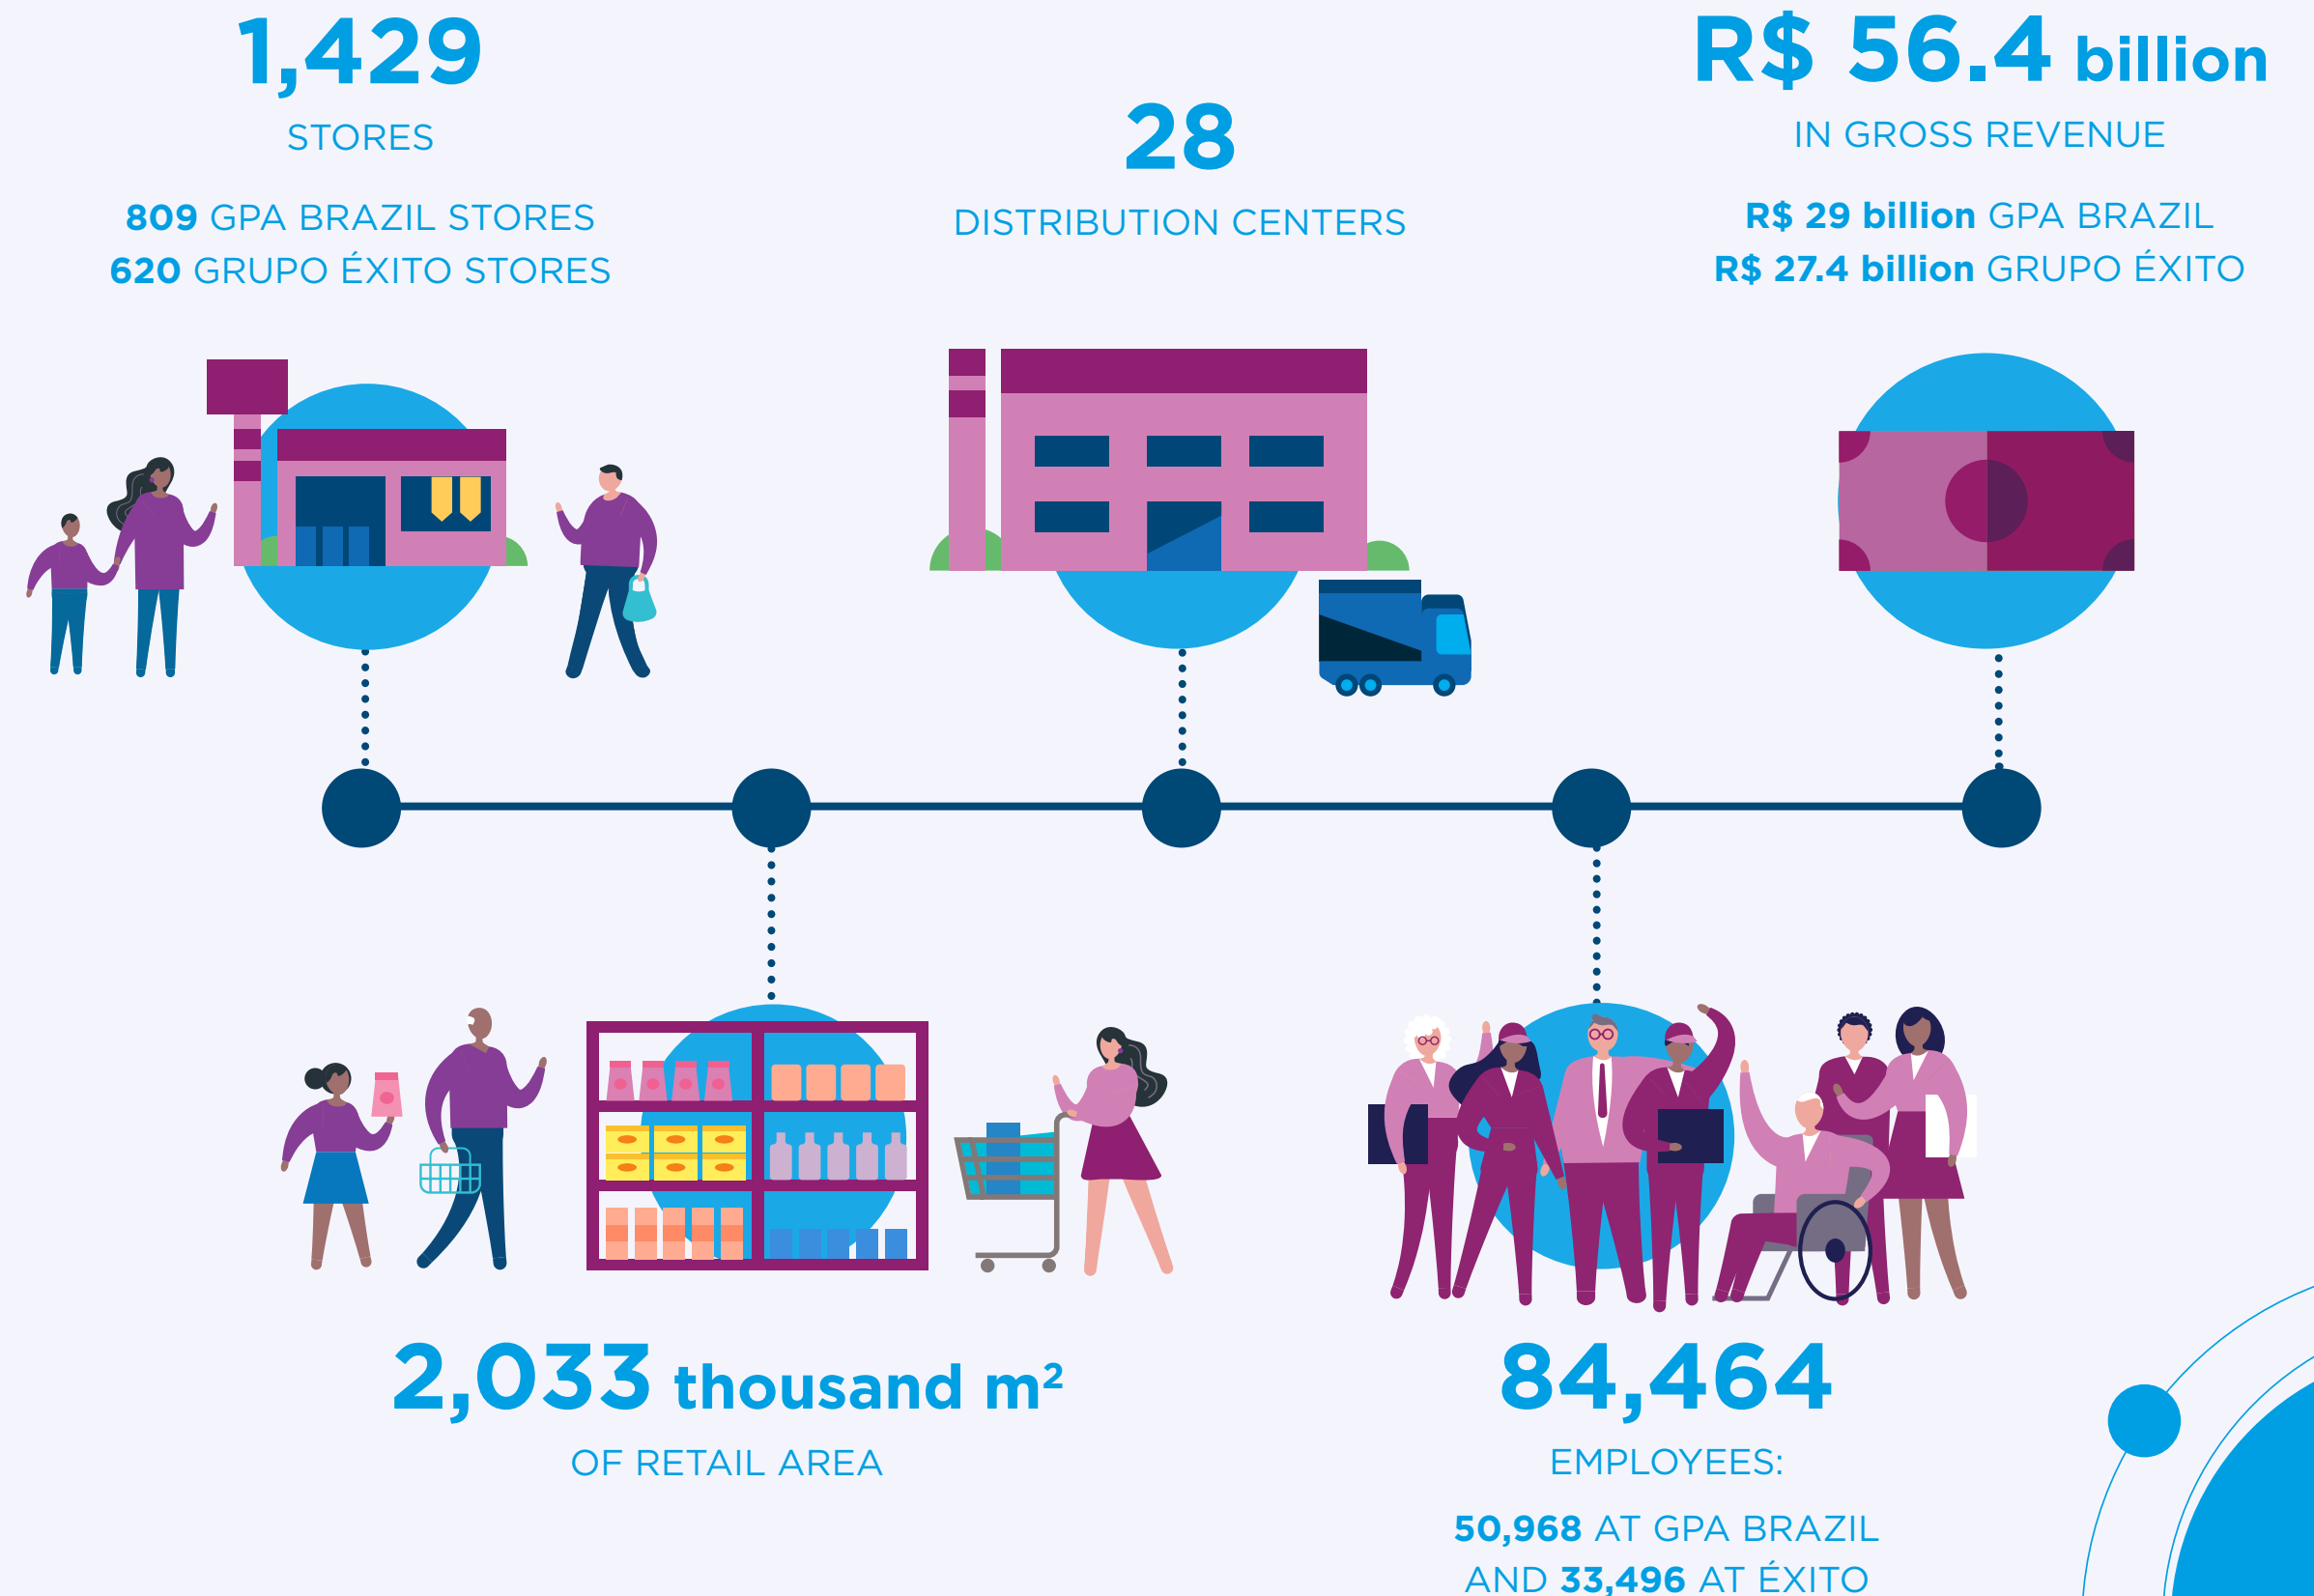 1,429
STORES
809 GPA BRAZIL STORES
620 GRUPO ÉXITO STORES
28
DISTRIBUTION CENTERS
R$ 56.4 billion
IN GROSS REVENUE
R$ 29 billion GPA BRAZIL
R$ 27.4 billion GRUPO ÉXITO
2,033 thousand m²
OF RETAIL AREA
84,464
EMPLOYEES:
50,968 AT GPA BRAZIL
AND 33,496 AT ÉXITO